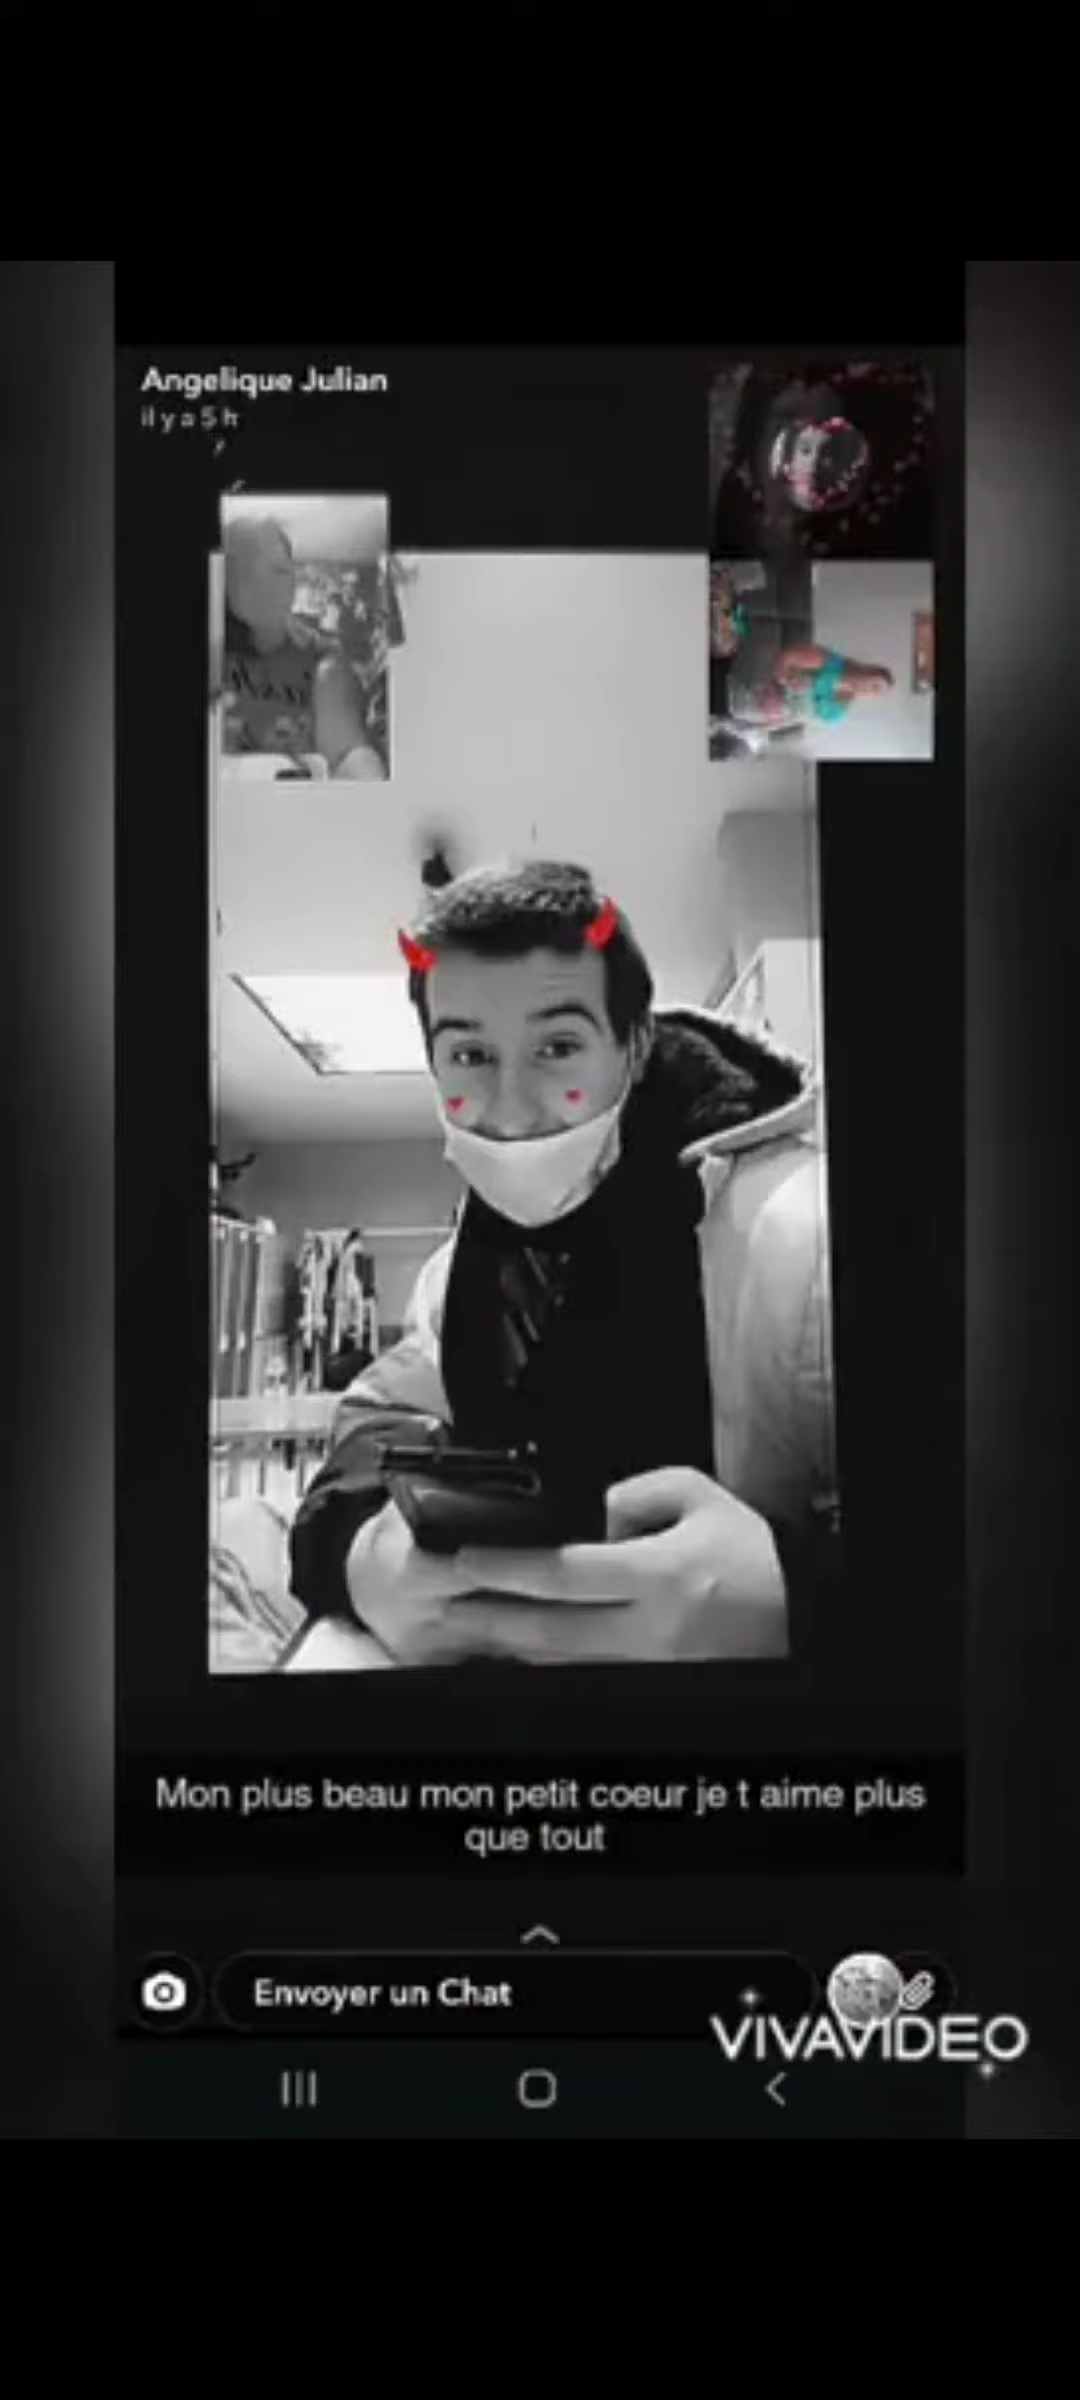 Angelique Julian
il y a 5 h
Mon plus beau mon petit coeur je t aime plus
que tout
Envoyer un Chat
VIVAVIDEO